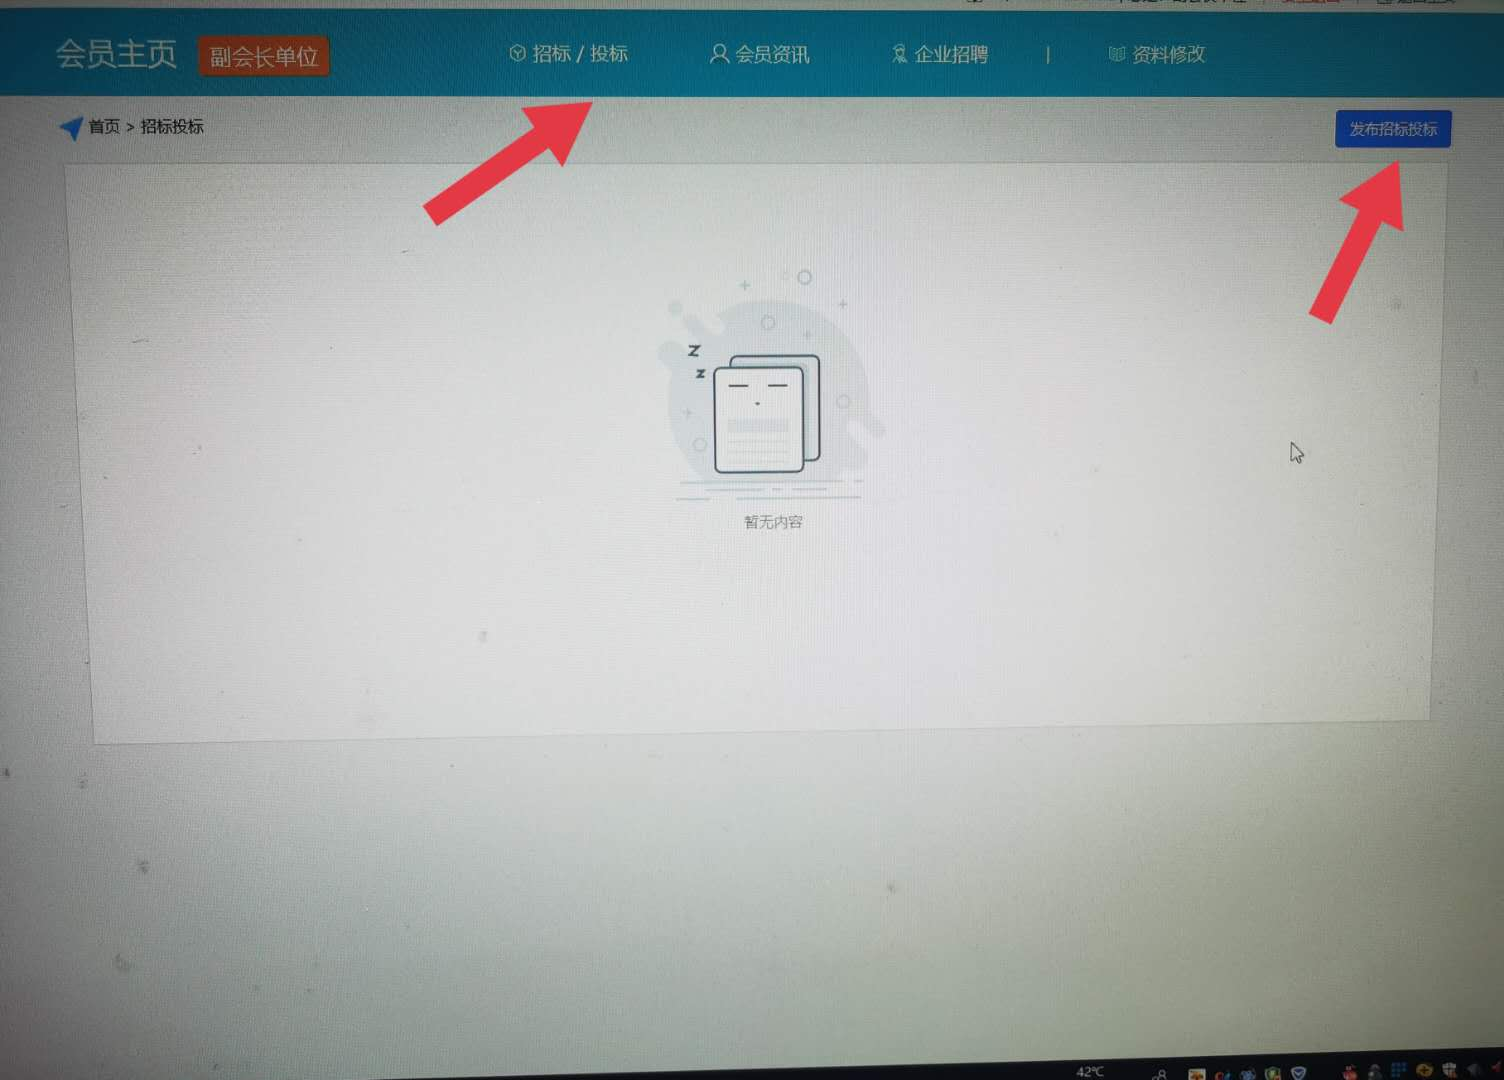 会员主页 副会长单位 招标 / 投标 会员资讯 企业招聘 | 资料修改
首页 > 招标投标 发布招标投标
z
z
暂无内容
42℃